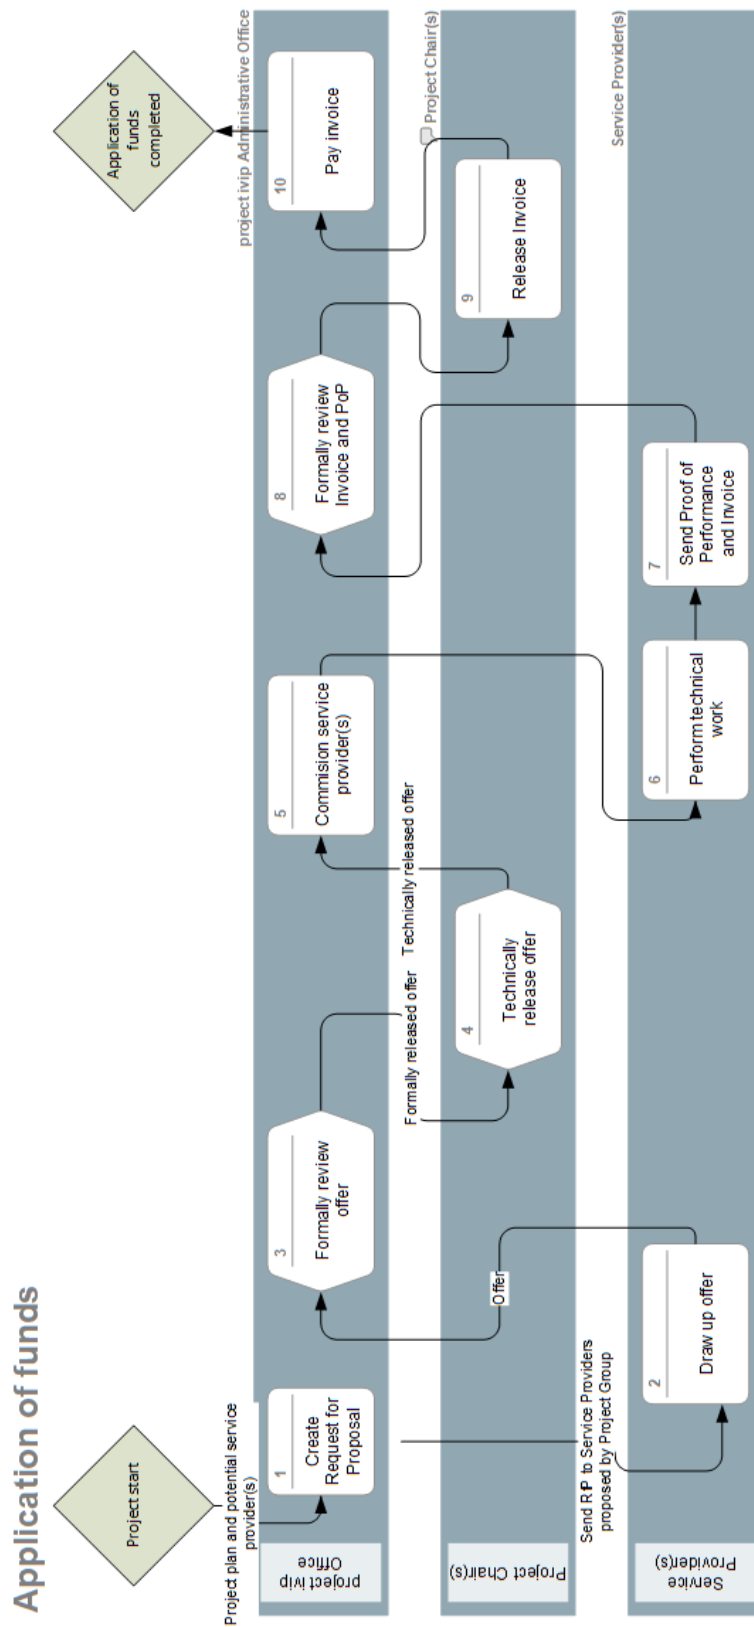 Application of funds
Project start
Project plan and potential service
provider(s)
project ivip
Office
1
Create
Request for
Proposal
Send RfP to Service Providers
proposed by Project Group
Service
Provider(s)
2
Draw up offer
Offer
3
Formally review
offer
Formally released offer
Project Chair(s)
4
Technically
release offer
Technically released offer
5
Commision service
provider(s)
6
Perform technical
work
7
Send Proof of
Performance
and Invoice
8
Formally review
Invoice and PoP
9
Release Invoice
10
Pay invoice
Application of
funds
completed
project ivip Administrative Office
Project Chair(s)
Service Provider(s)